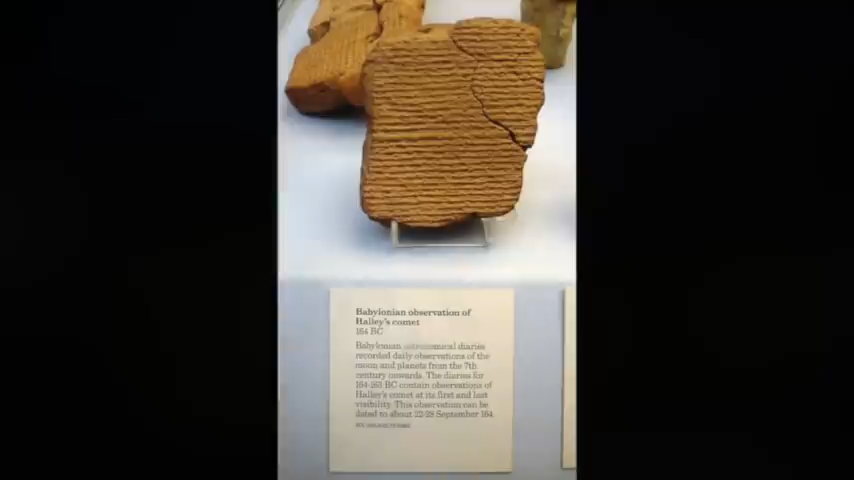 Babylonian observation of
Halley's comet
164 BC
Babylonian astronomical diaries
recorded daily observations of the
moon and planets from the 7th
century onwards. The diaries for
164-163 BC contain observations of
Halley's comet at its first and last
visibility. This observation can be
dated to about 22-28 September 164.